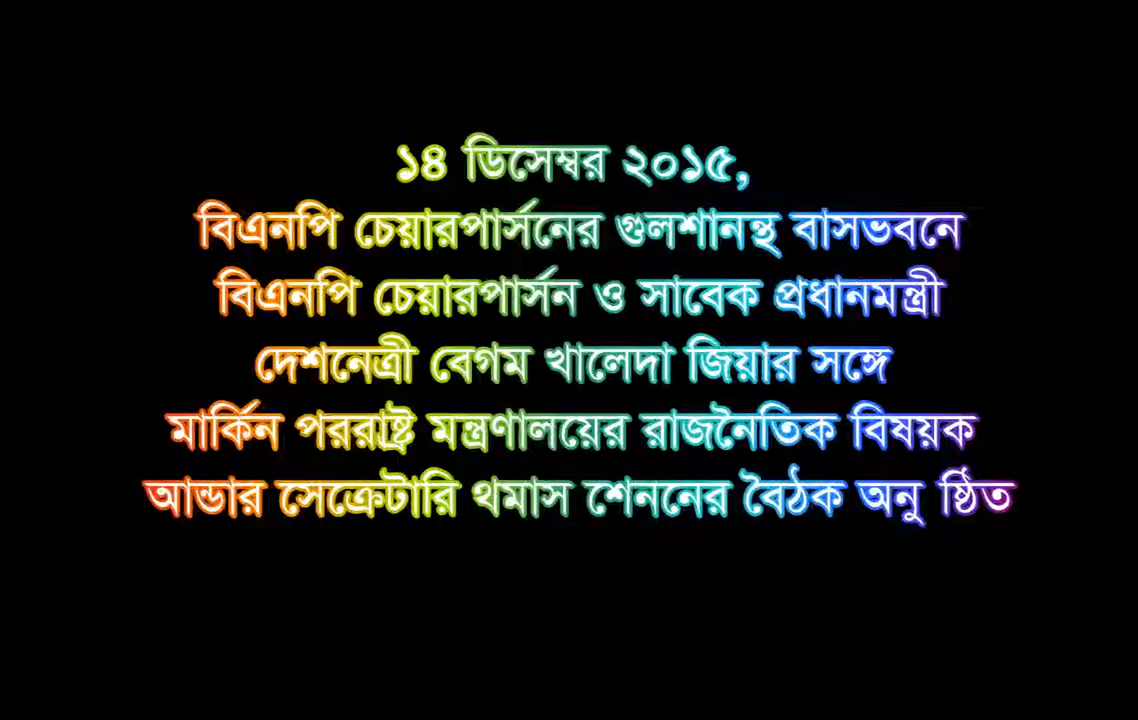 ১৪ ডিসেম্বর ২০১৫,
বিএনপি চেয়ারপার্সনের গুলশানন্থ বাসভবনে
বিএনপি চেয়ারপার্সন ও সাবেক প্রধানমন্ত্রী
দেশনেত্রী বেগম খালেদা জিয়ার সঙ্গে
মার্কিন পররাষ্ট্র মন্ত্রণালয়ের রাজনৈতিক বিষয়ক
আন্ডার সেক্রেটারি থমাস শেননের বৈঠক অনু ষ্ঠিত